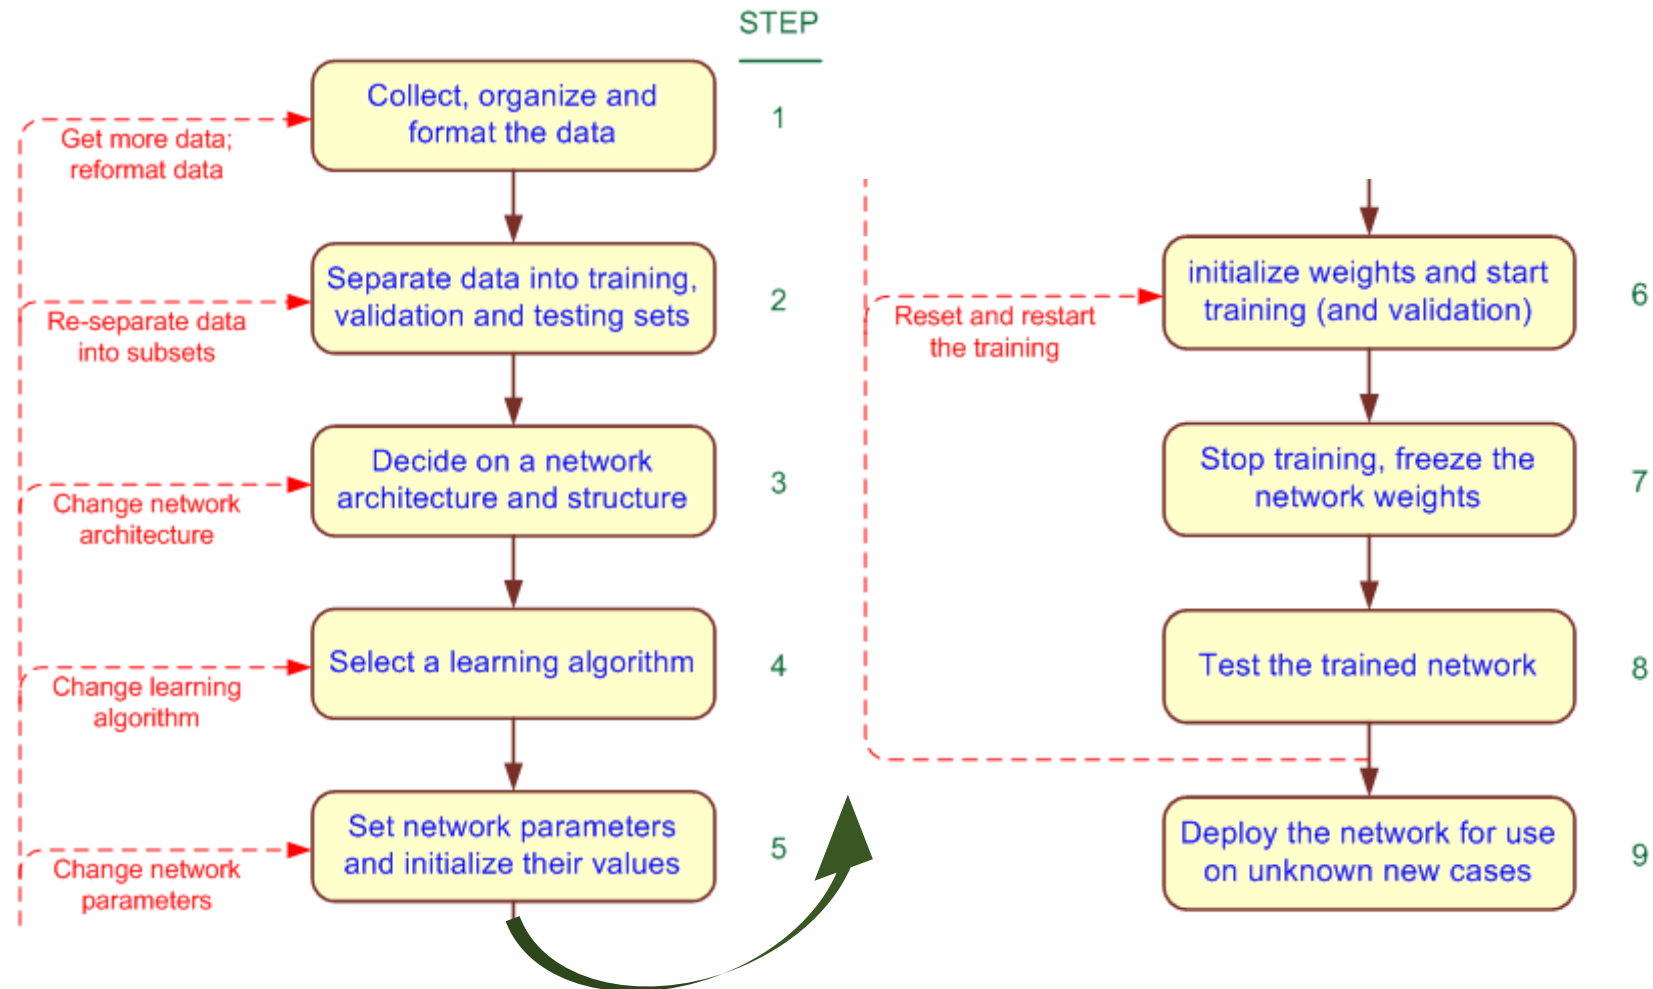 STEP
Collect, organize and
format the data
1
Get more data;
reformat data
Separate data into training,
validation and testing sets
2
Re-separate data
into subsets
Decide on a network
architecture and structure
3
Change network
architecture
Select a learning algorithm
4
Change learning
algorithm
Set network parameters
and initialize their values
5
Change network
parameters
initialize weights and start
training (and validation)
6
Reset and restart
the training
Stop training, freeze the
network weights
7
Test the trained network
8
Deploy the network for use
on unknown new cases
9